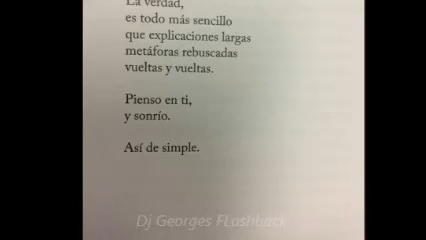 La verdad,
es todo más sencillo
que explicaciones largas
metáforas rebuscadas
vueltas y vueltas.
Pienso en ti,
y sonrío.
Así de simple.
Dj Georges FLashback